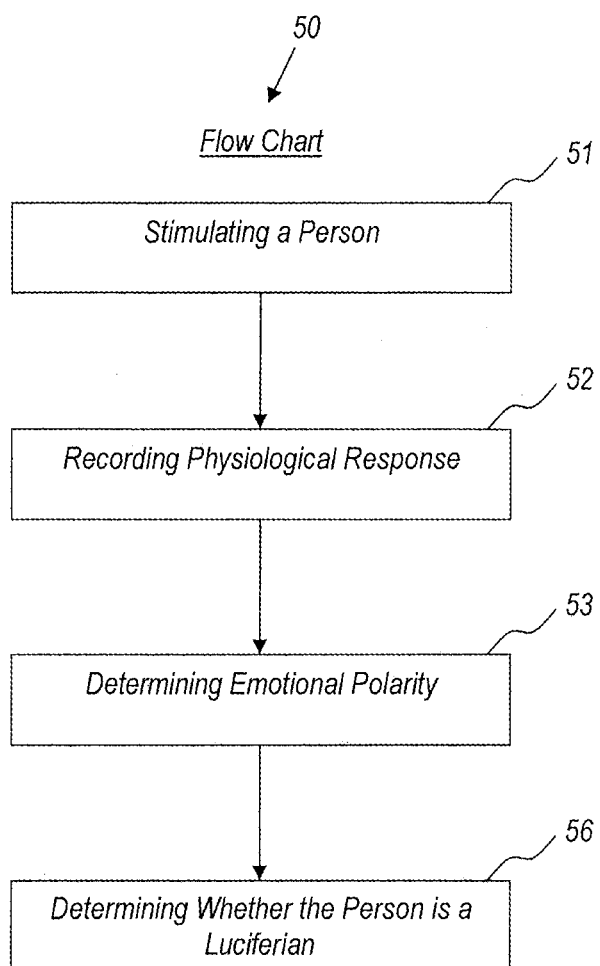 50
Flow Chart
51
Stimulating a Person
52
Recording Physiological Response
53
Determining Emotional Polarity
56
Determining Whether the Person is a
Luciferian